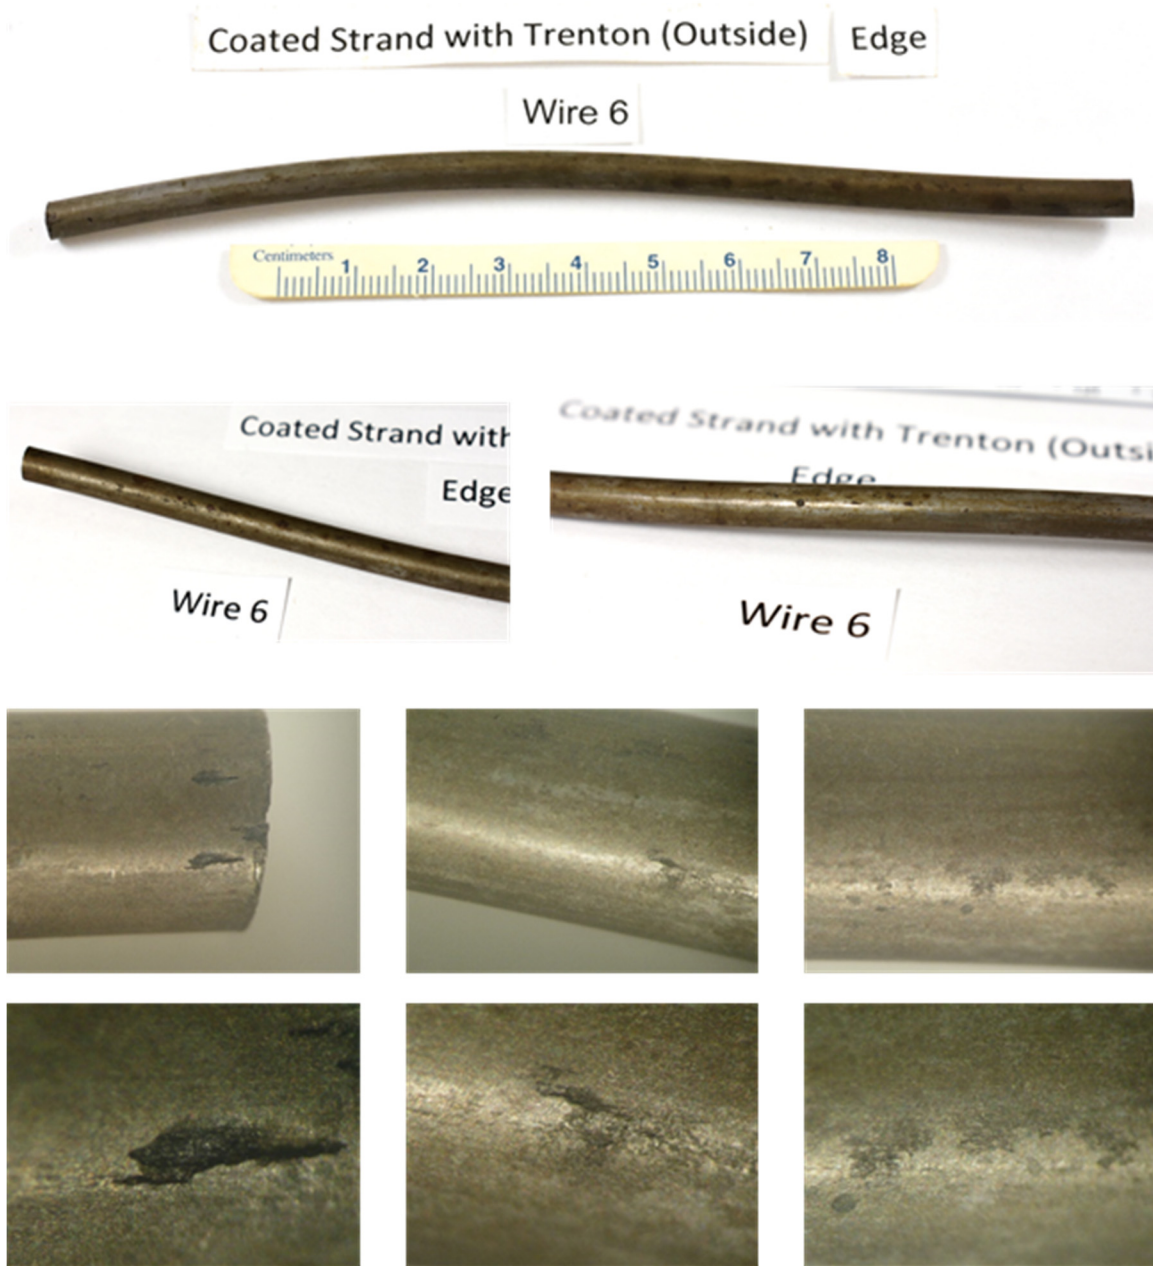 Coated Strand with Trenton (Outside) Edge
Wire 6
Centimeters 1 2 3 4 5 6 7 8
Coated Strand with
Edge
Wire 6
Coated Strand with Trenton (Outsi
Edge
Wire 6